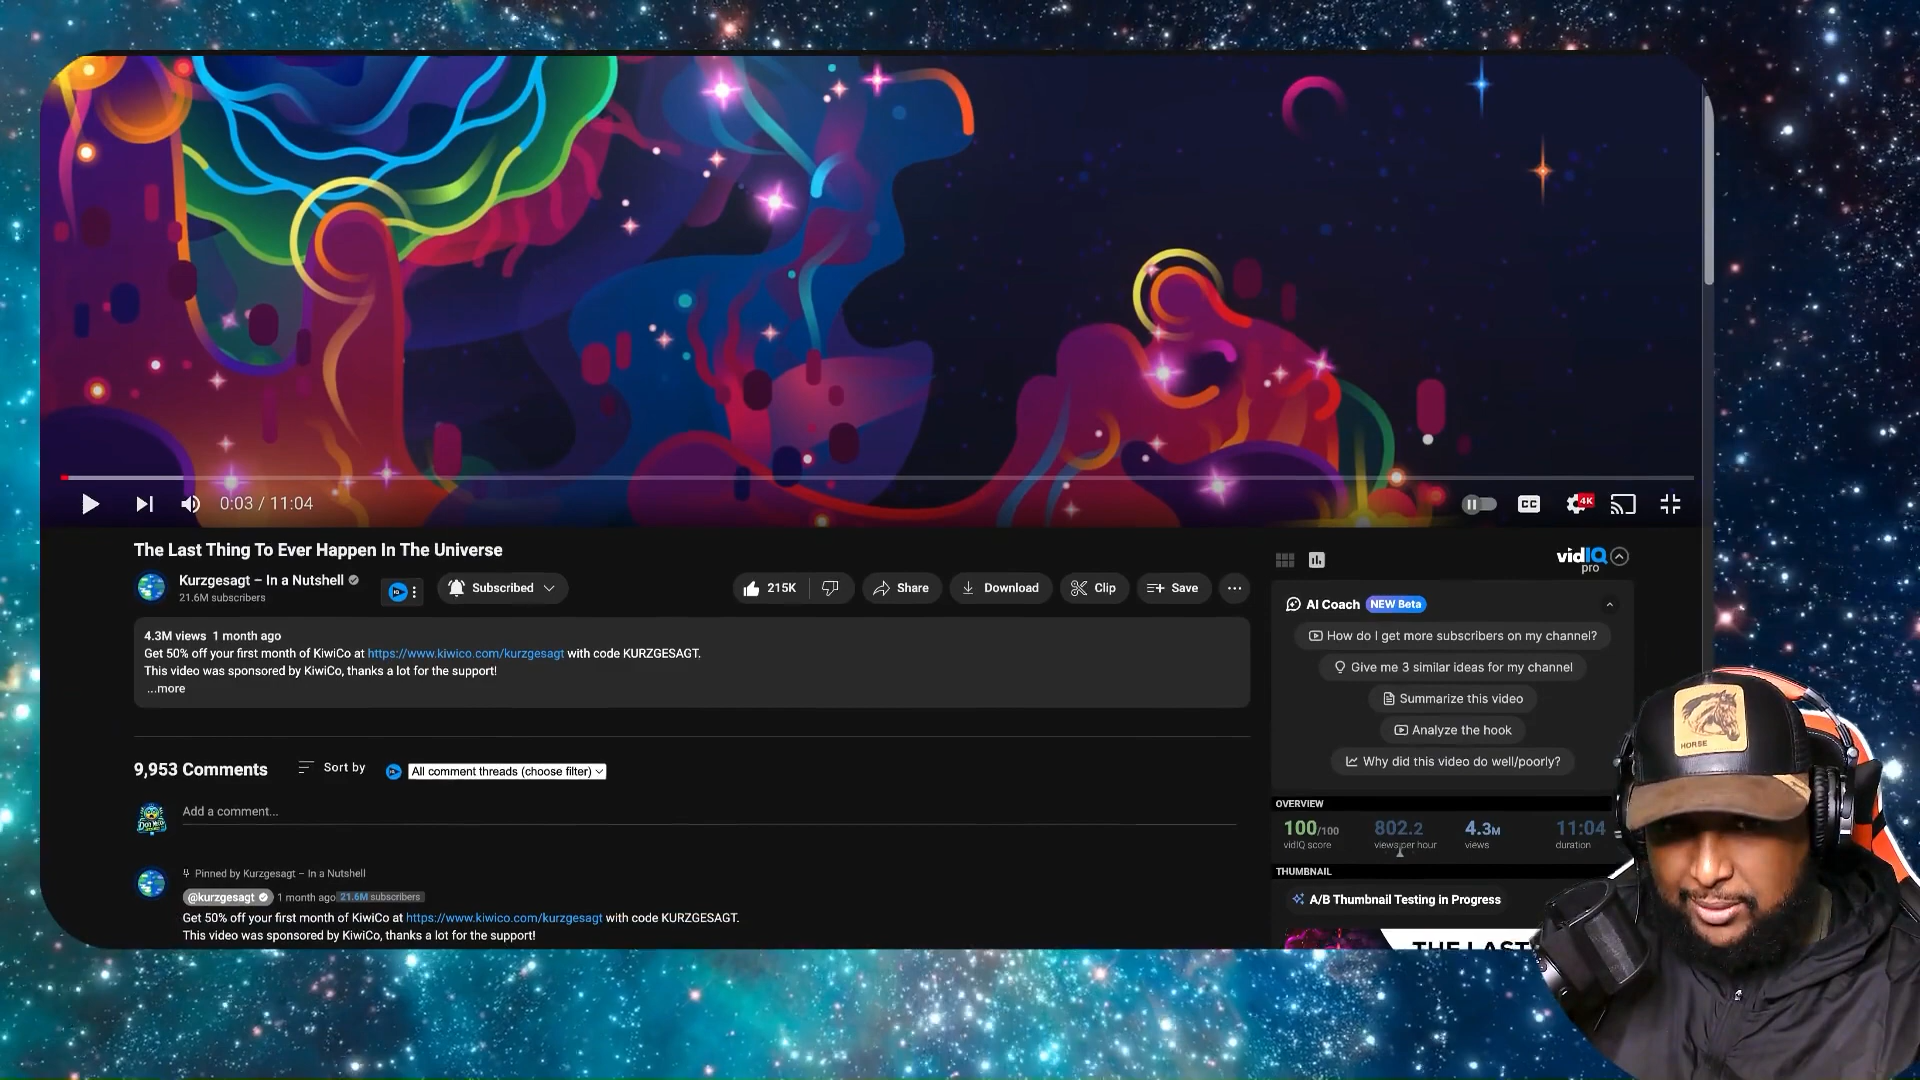 0:03 / 11:04
CC
4K
The Last Thing To Ever Happen In The Universe
Kurzgesagt – In a Nutshell
21.6M subscribers
Subscribed
215K
Share
Download
Clip
Save
4.3M views 1 month ago
Get 50% off your first month of KiwiCo at https://www.kiwico.com/kurzgesagt with code KURZGESAGT.
This video was sponsored by KiwiCo, thanks a lot for the support!
...more
9,953 Comments
Sort by
All comment threads (choose filter)
Add a comment...
Pinned by Kurzgesagt – In a Nutshell
@kurzgesagt 1 month ago 21.6M subscribers
Get 50% off your first month of KiwiCo at https://www.kiwico.com/kurzgesagt with code KURZGESAGT.
This video was sponsored by KiwiCo, thanks a lot for the support!
vidIQ
pro
AI Coach NEW Beta
How do I get more subscribers on my channel?
Give me 3 similar ideas for my channel
Summarize this video
Analyze the hook
Why did this video do well/poorly?
OVERVIEW
100/100 802.2 4.3M 11:04
vidIQ score views per hour views duration
THUMBNAIL
A/B Thumbnail Testing in Progress
THE LAST
HORSE